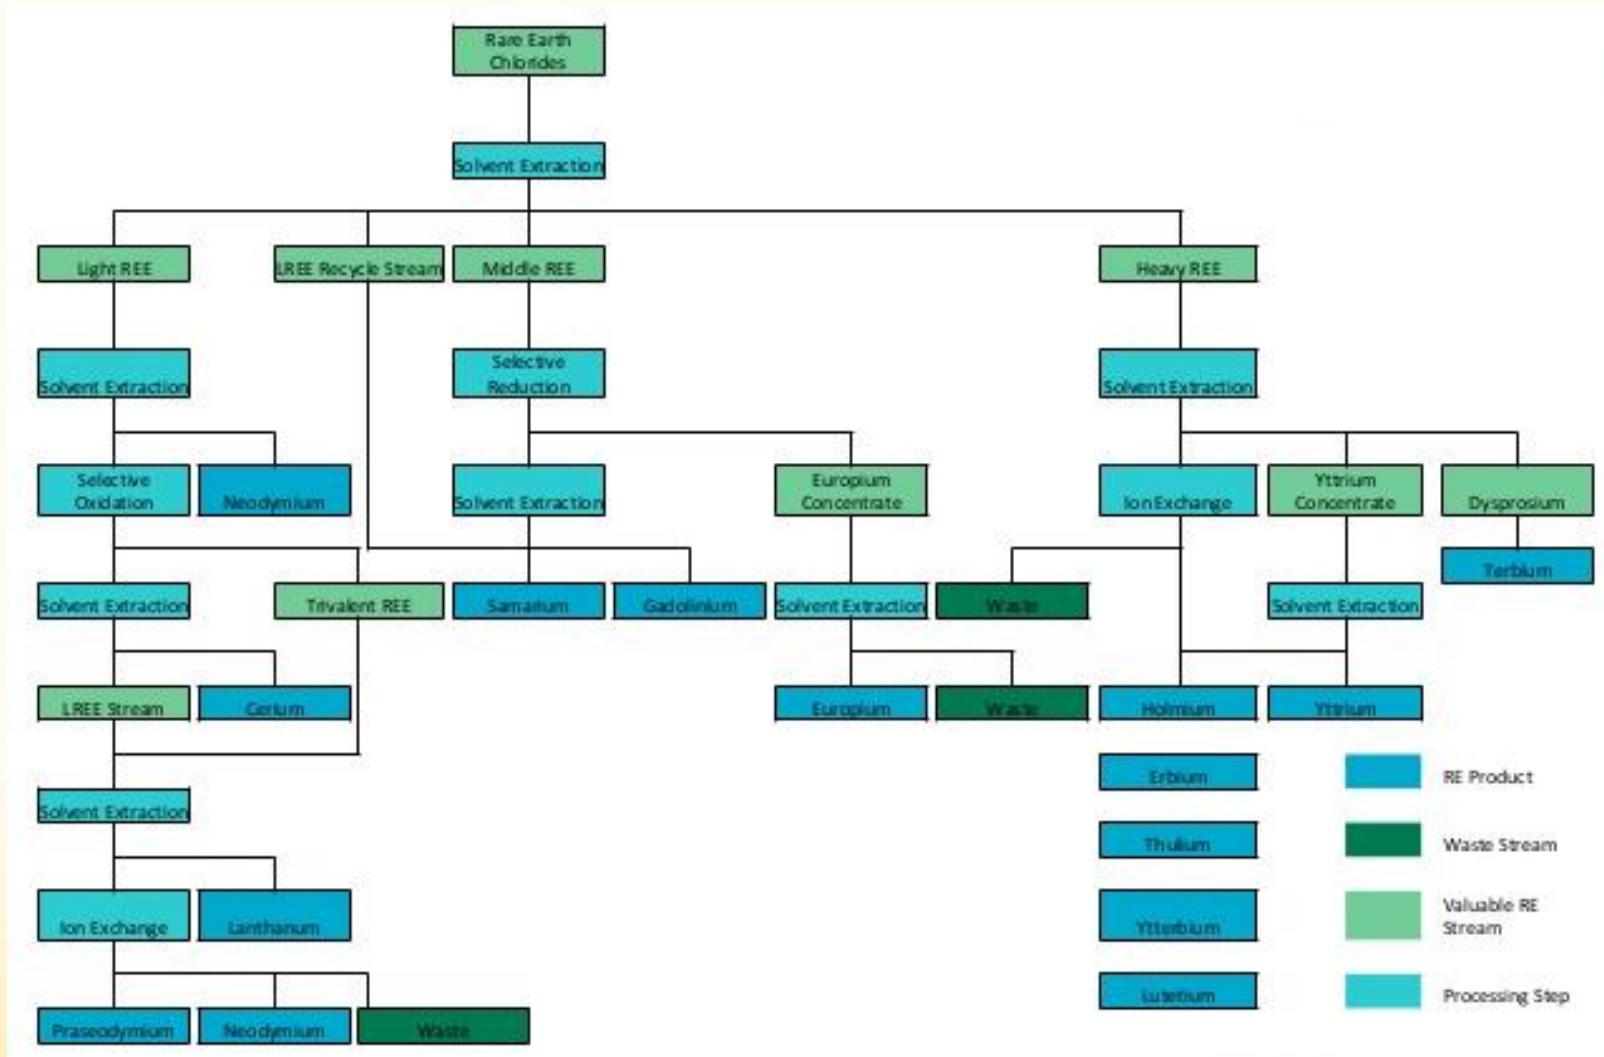 Rare Earth
Chlorides
Solvent Extraction
Light REE
LREE Recycle Stream
Middle REE
Heavy REE
Solvent Extraction
Selective
Reduction
Solvent Extraction
Selective
Oxidation
Neodymium
Solvent Extraction
Europium
Concentrate
Ion Exchange
Yttrium
Concentrate
Dysprosium
Terbium
Solvent Extraction
Trivalent REE
Samarium
Gadolinium
Solvent Extraction
Waste
Solvent Extraction
LREE Stream
Cerium
Europium
Waste
Holmium
Yttrium
Erbium
RE Product
Solvent Extraction
Thulium
Waste Stream
Ion Exchange
Lanthanum
Ytterbium
Valuable RE
Stream
Lutetium
Processing Step
Praseodymium
Neodymium
Waste